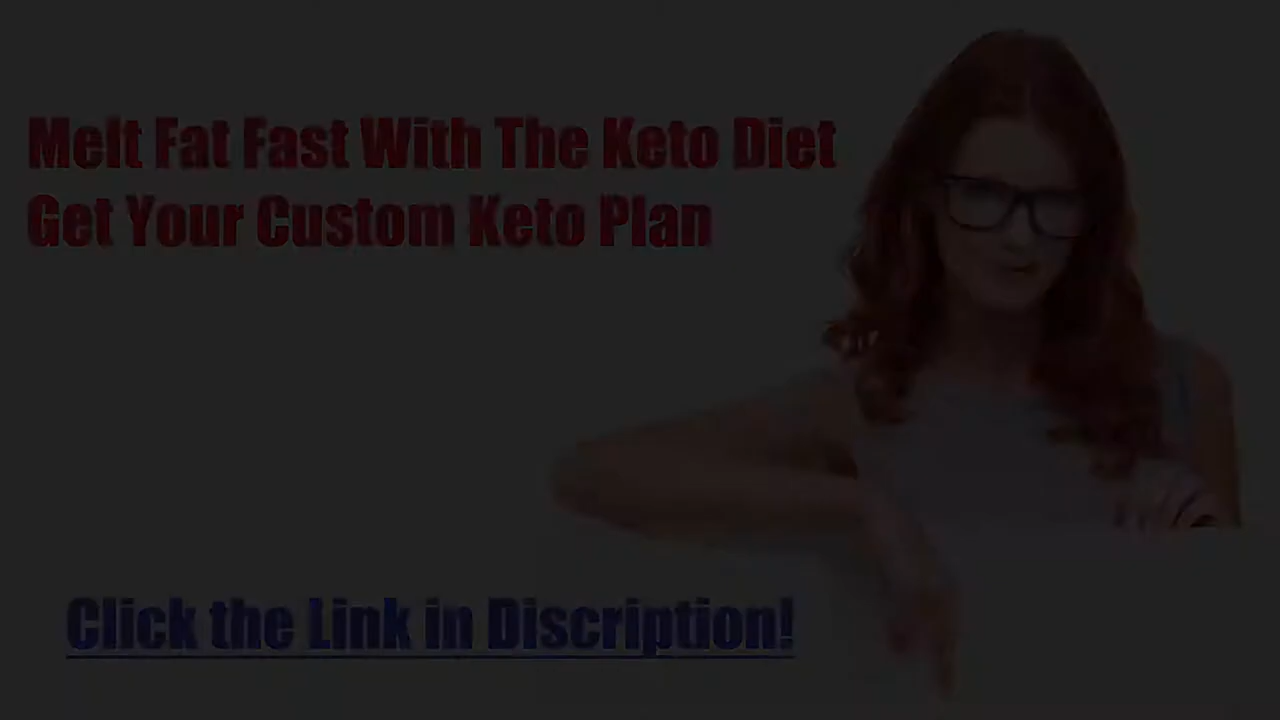 Melt Fat Fast With The Keto Diet
Get Your Custom Keto Plan
Click the Link in Discription!